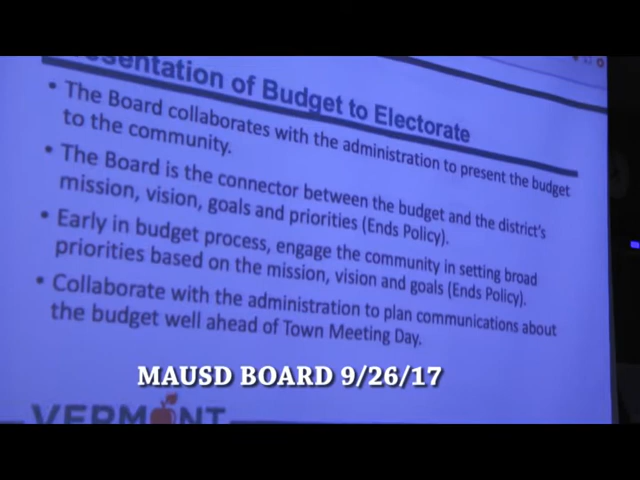 Presentation of Budget to Electorate
• The Board collaborates with the administration to present the budget
to the community.
• The Board is the connector between the budget and the district's
mission, vision, goals and priorities (Ends Policy).
• Early in budget process, engage the community in setting broad
priorities based on the mission, vision and goals (Ends Policy).
• Collaborate with the administration to plan communications about
the budget well ahead of Town Meeting Day.
MAUSD BOARD 9/26/17
VERMONT